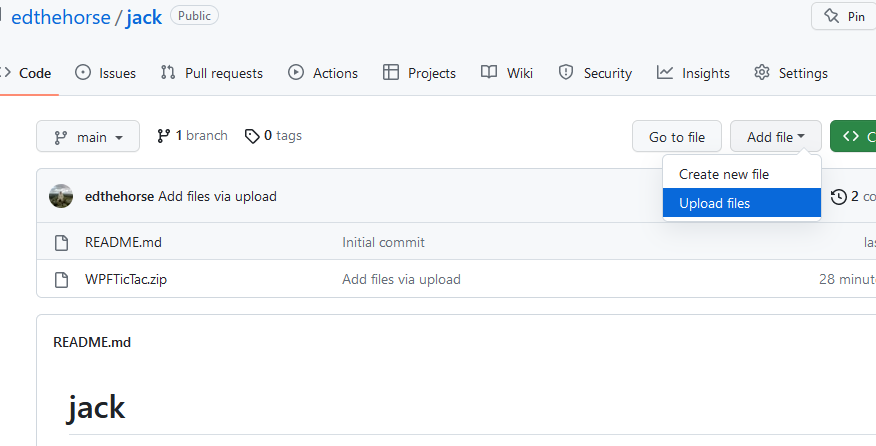 edthehorse / jack Public Pin
Code Issues Pull requests Actions Projects Wiki Security Insights Settings
main 1 branch 0 tags Go to file Add file
Create new file
edthehorse Add files via upload 2
Upload files
README.md Initial commit
WPFTicTac.zip Add files via upload 28
README.md
jack